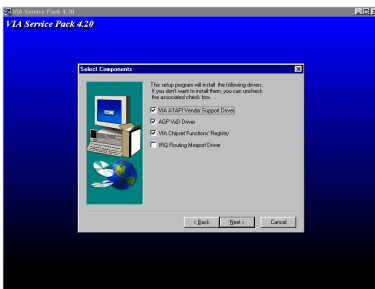 VIA Service Pack 4.20
VIA Service Pack 4.20
Select Components
This setup program will install the following drivers.
If you don't want to install them, you can uncheck
the associated check box.
VIA ATAPI Vendor Support Driver
AGP VxD Driver
VIA Chipset Functions' Registry
IRQ Routing Miniport Driver
< Back Next > Cancel